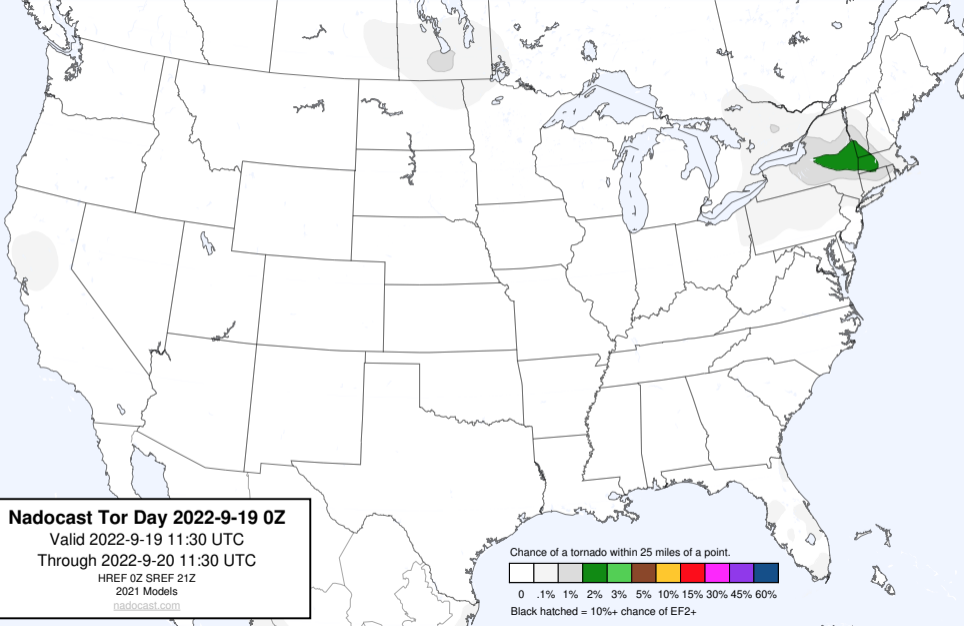 Nadocast Tor Day 2022-9-19 0Z
Valid 2022-9-19 11:30 UTC
Through 2022-9-20 11:30 UTC
HREF 0Z SREF 21Z
2021 Models
nadocast.com
Chance of a tornado within 25 miles of a point.
0 .1% 1% 2% 3% 5% 10% 15% 30% 45% 60%
Black hatched = 10%+ chance of EF2+